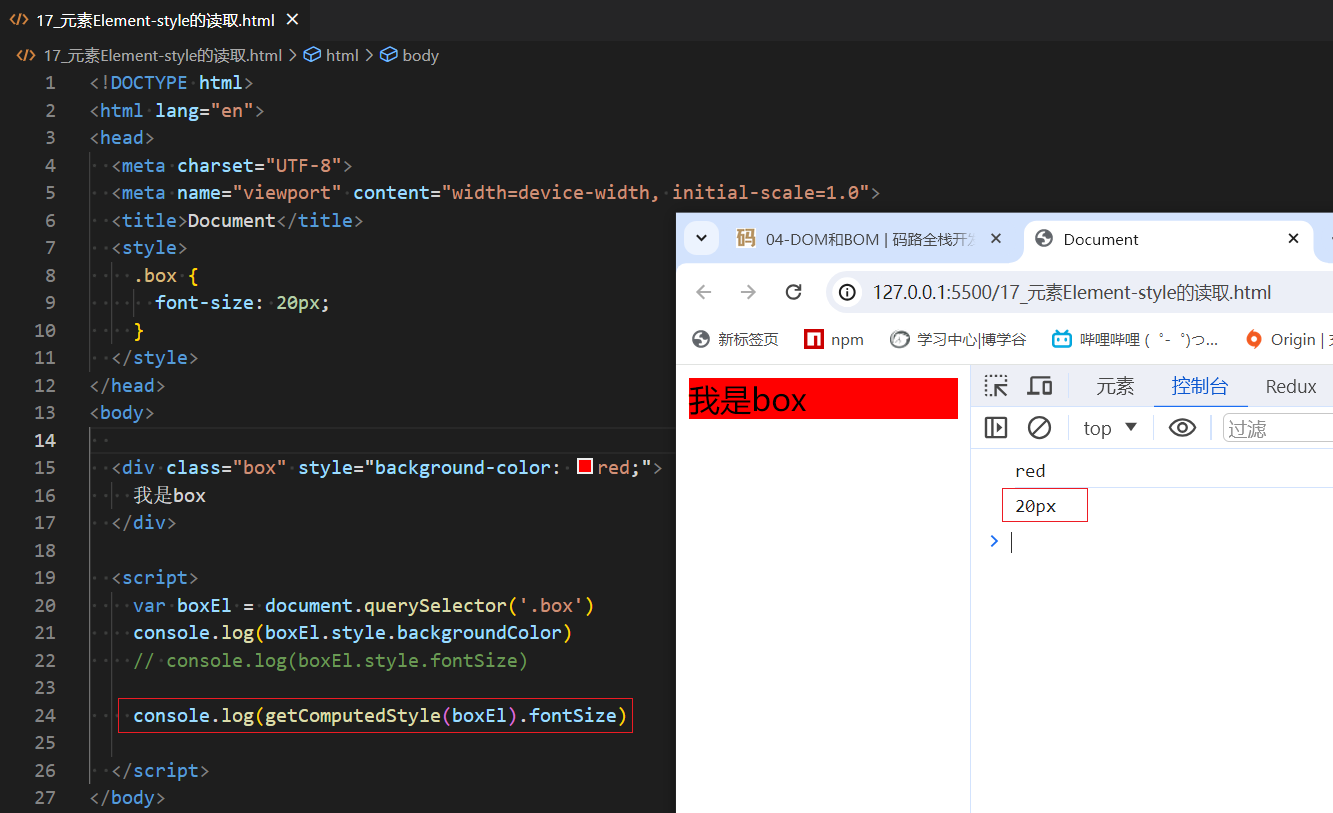 17_元素Element-style的读取.html
17_元素Element-style的读取.html > html > body
1 <!DOCTYPE html>
2 <html lang="en">
3 <head>
4 <meta charset="UTF-8">
5 <meta name="viewport" content="width=device-width, initial-scale=1.0">
6 <title>Document</title>
7 <style>
8 .box {
9 font-size: 20px;
10 }
11 </style>
12 </head>
13 <body>
14
15 <div class="box" style="background-color: red;">
16 我是box
17 </div>
18
19 <script>
20 var boxEl = document.querySelector('.box')
21 console.log(boxEl.style.backgroundColor)
22 // console.log(boxEl.style.fontSize)
23
24 console.log(getComputedStyle(boxEl).fontSize)
25
26 </script>
27 </body>
码 04-DOM和BOM | 码路全栈开发
Document
127.0.0.1:5500/17_元素Element-style的读取.html
新标签页 npm 学习中心|博学谷 哔哩哔哩 ( ゜- ゜)つ... Origin |
我是box
元素 控制台 Redux
top 过滤
red
20px